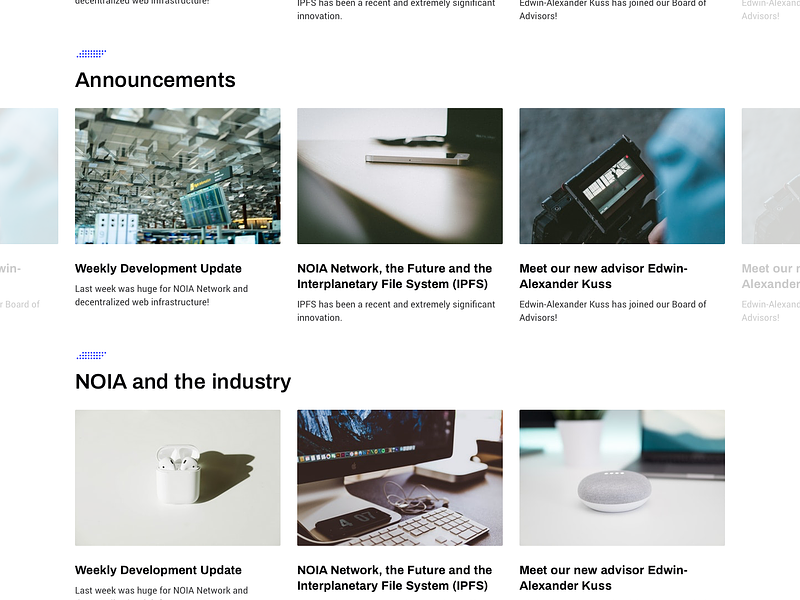 decentralized web infrastructure!
IPFS has been a recent and extremely significant
innovation.
Edwin-Alexander Kuss has joined our Board of
Advisors!
Edwin-Alexand
Advisors!
Announcements
win-
r Board of
Weekly Development Update
Last week was huge for NOIA Network and
decentralized web infrastructure!
NOIA Network, the Future and the
Interplanetary File System (IPFS)
IPFS has been a recent and extremely significant
innovation.
Meet our new advisor Edwin-
Alexander Kuss
Edwin-Alexander Kuss has joined our Board of
Advisors!
Meet our n
Alexander
Edwin-Alexand
Advisors!
NOIA and the industry
Weekly Development Update
Last week was huge for NOIA Network and
NOIA Network, the Future and the
Interplanetary File System (IPFS)
Meet our new advisor Edwin-
Alexander Kuss